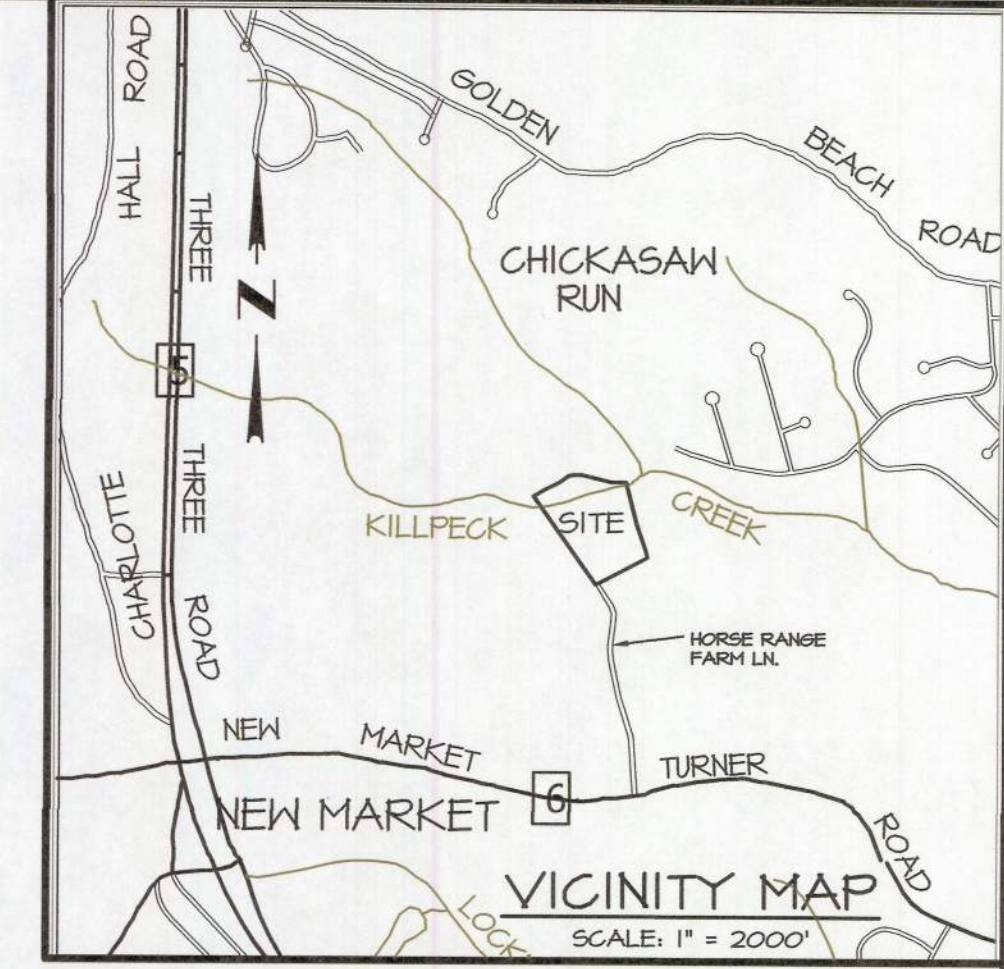 GOLDEN BEACH ROAD
HALL ROAD
THREE
N
CHICKASAW
RUN
5
THREE
CHARLOTTE
KILLPECK
SITE
CREEK
ROAD
HORSE RANGE
FARM LN.
NEW MARKET
TURNER
ROAD
6
NEW MARKET
LOCK
VICINITY MAP
SCALE: 1" = 2000'